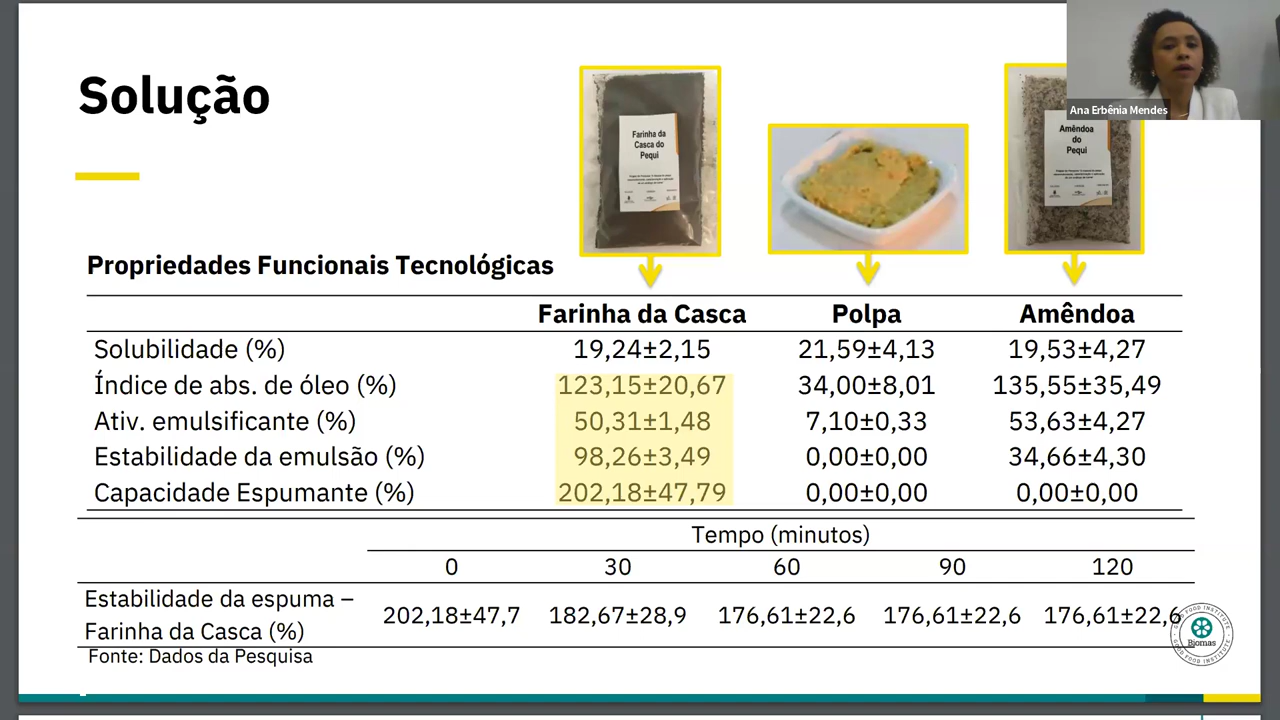 Solução
Farinha da
Casca do
Pequi
Amêndoa
do
Pequi
Ana Erbênia Mendes
Propriedades Funcionais Tecnológicas
Farinha da Casca Polpa Amêndoa
Solubilidade (%) 19,24±2,15 21,59±4,13 19,53±4,27
Índice de abs. de óleo (%) 123,15±20,67 34,00±8,01 135,55±35,49
Ativ. emulsificante (%) 50,31±1,48 7,10±0,33 53,63±4,27
Estabilidade da emulsão (%) 98,26±3,49 0,00±0,00 34,66±4,30
Capacidade Espumante (%) 202,18±47,79 0,00±0,00 0,00±0,00
Tempo (minutos)
0 30 60 90 120
Estabilidade da espuma –
Farinha da Casca (%) 202,18±47,7 182,67±28,9 176,61±22,6 176,61±22,6 176,61±22,6
Fonte: Dados da Pesquisa
GOOD FOOD INSTITUTE
Biomas
GOOD FOOD INSTITUTE